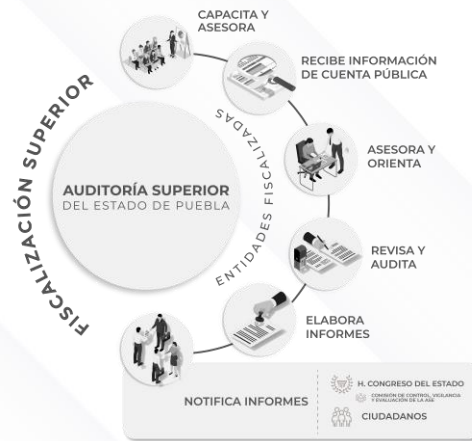 CAPACITA Y
ASESORA
RECIBE INFORMACIÓN
DE CUENTA PÚBLICA
FISCALIZACIÓN SUPERIOR
ENTIDADES FISCALIZADAS
ASESORA Y
ORIENTA
AUDITORÍA SUPERIOR
DEL ESTADO DE PUEBLA
REVISA Y
AUDITA
ELABORA
INFORMES
NOTIFICA INFORMES
H. CONGRESO DEL ESTADO
COMISIÓN DE CONTROL, VIGILANCIA
Y EVALUACIÓN DE LA ASE
CIUDADANOS